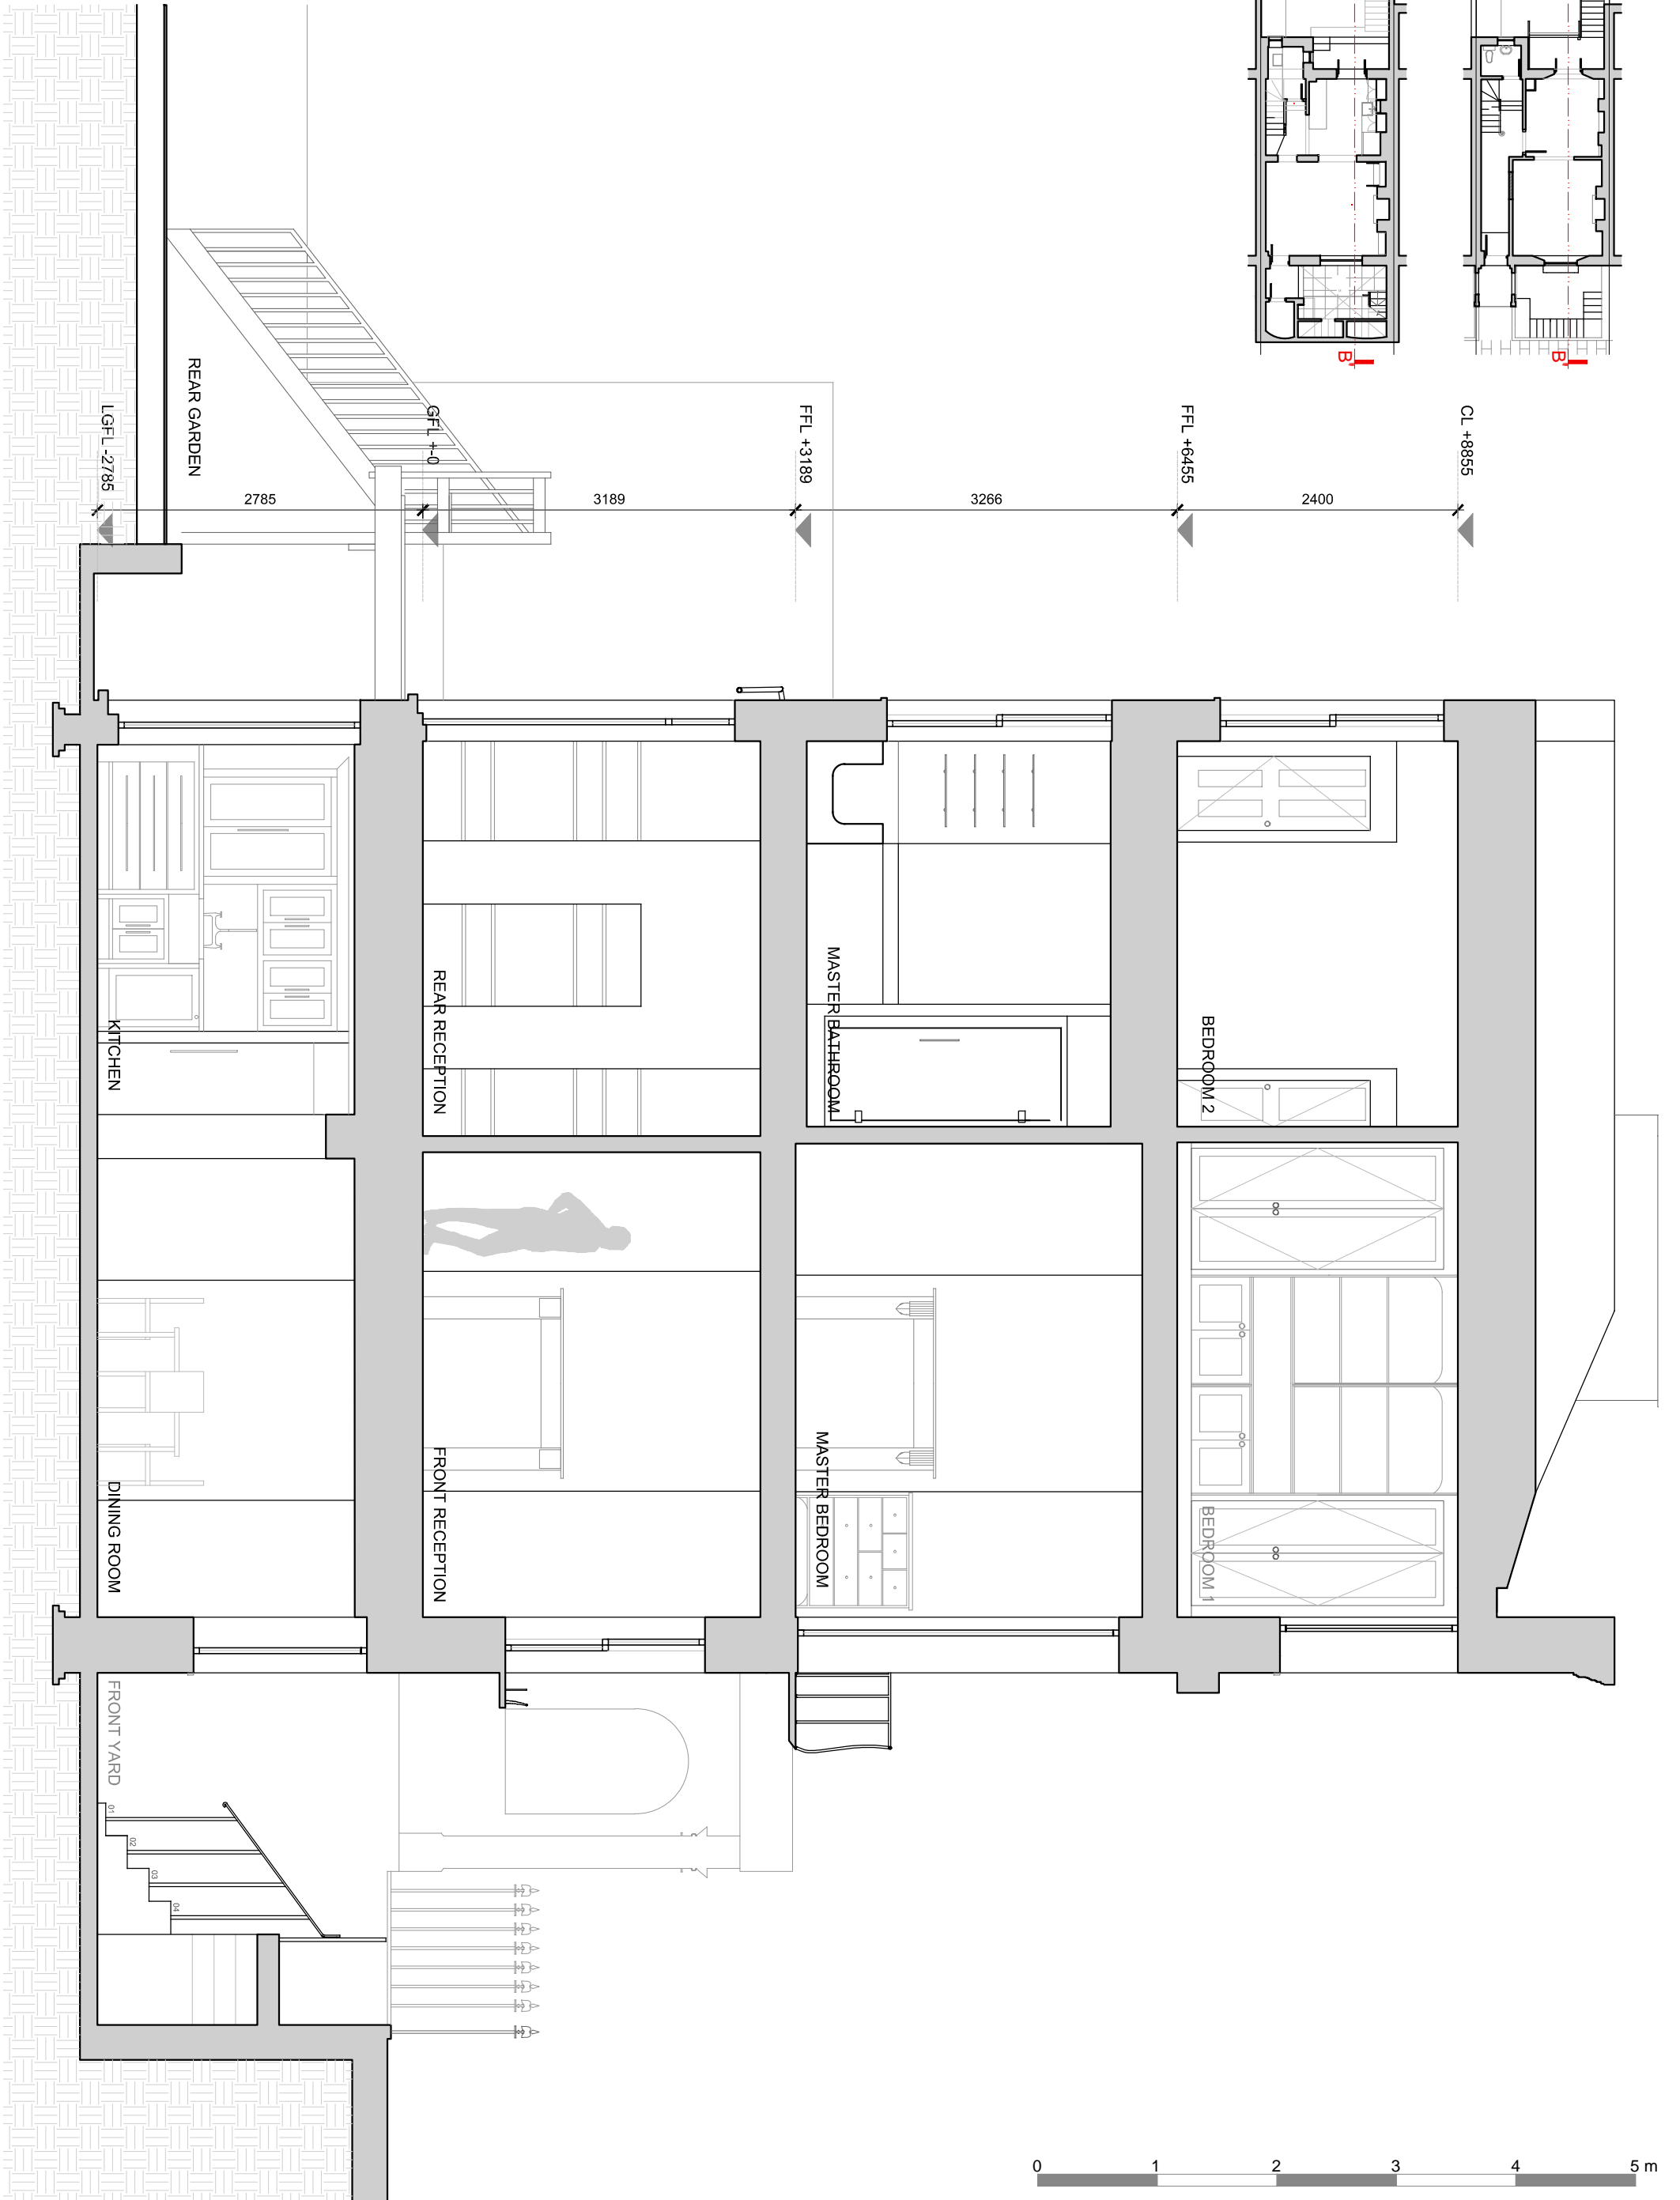 B'
B'
CL +8855
FFL +6455
FFL +3189
GFL +-0
LGFL -2785
2400
3266
3189
2785
REAR GARDEN
BEDROOM 2
BEDROOM 1
MASTER BATHROOM
MASTER BEDROOM
REAR RECEPTION
FRONT RECEPTION
KITCHEN
DINING ROOM
FRONT YARD
01
02
03
04
0 1 2 3 4 5 m